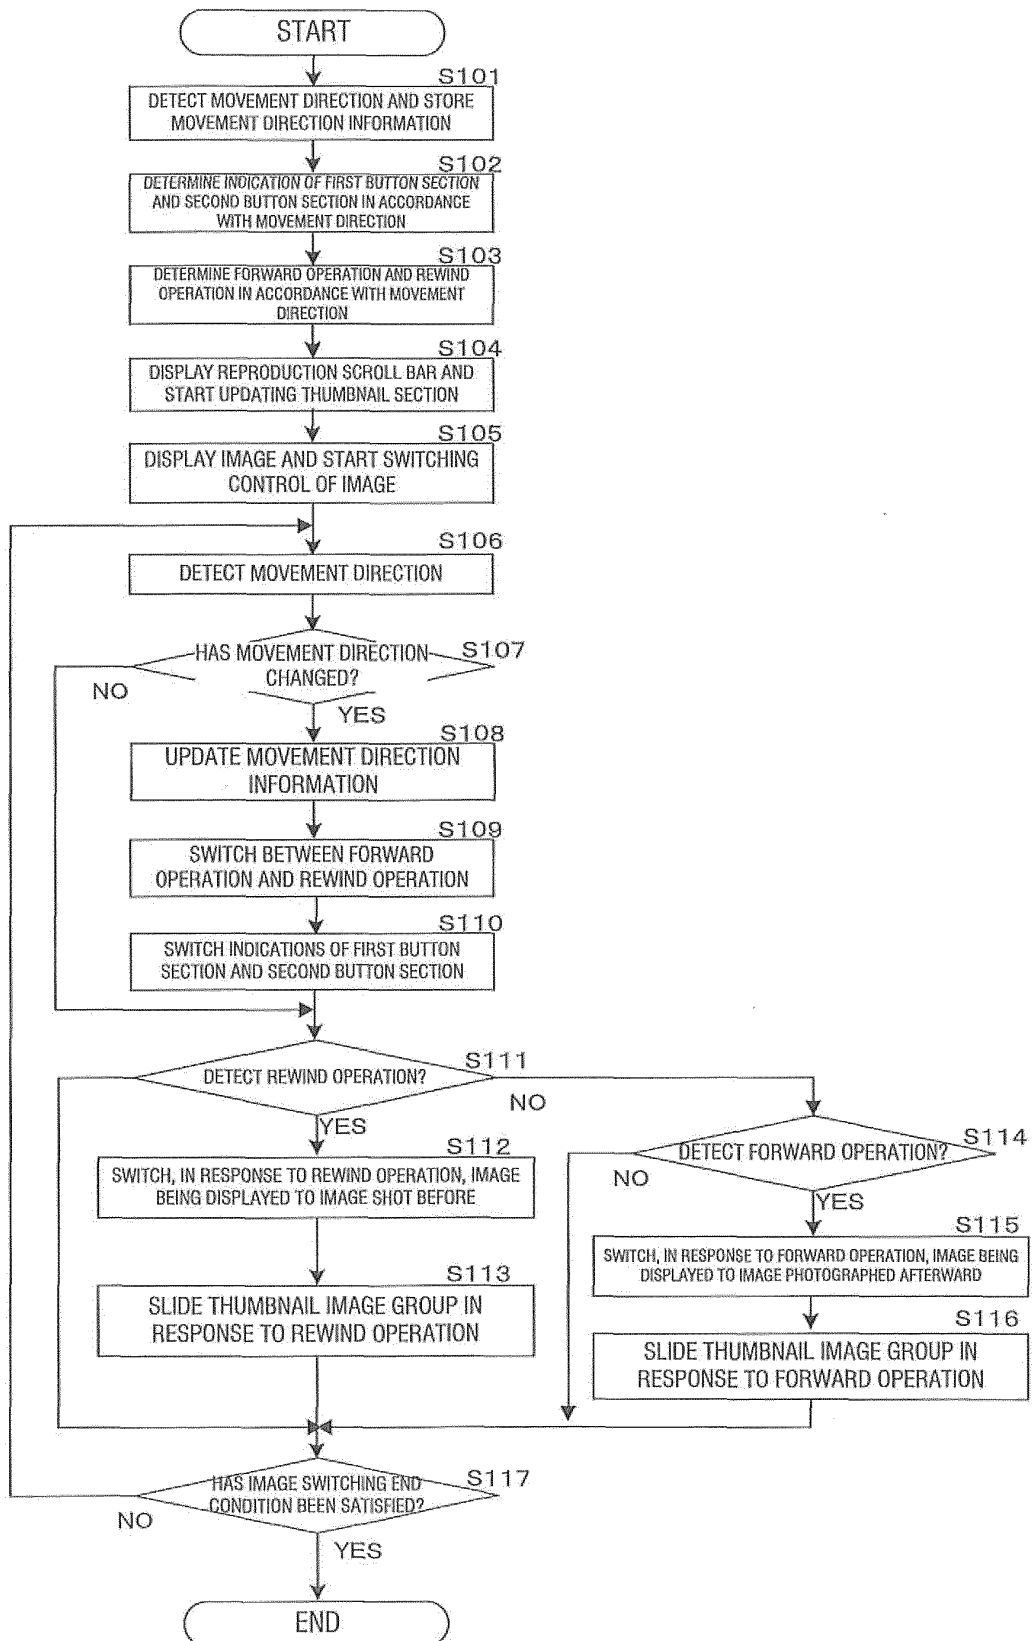 START
S101
DETECT MOVEMENT DIRECTION AND STORE
MOVEMENT DIRECTION INFORMATION
S102
DETERMINE INDICATION OF FIRST BUTTON SECTION
AND SECOND BUTTON SECTION IN ACCORDANCE
WITH MOVEMENT DIRECTION
S103
DETERMINE FORWARD OPERATION AND REWIND
OPERATION IN ACCORDANCE WITH MOVEMENT
DIRECTION
S104
DISPLAY REPRODUCTION SCROLL BAR AND
START UPDATING THUMBNAIL SECTION
S105
DISPLAY IMAGE AND START SWITCHING
CONTROL OF IMAGE
S106
DETECT MOVEMENT DIRECTION
S107
HAS MOVEMENT DIRECTION
CHANGED?
NO
YES
S108
UPDATE MOVEMENT DIRECTION
INFORMATION
S109
SWITCH BETWEEN FORWARD
OPERATION AND REWIND OPERATION
S110
SWITCH INDICATIONS OF FIRST BUTTON
SECTION AND SECOND BUTTON SECTION
S111
DETECT REWIND OPERATION?
NO
YES
S112
SWITCH, IN RESPONSE TO REWIND OPERATION, IMAGE
BEING DISPLAYED TO IMAGE SHOT BEFORE
S113
SLIDE THUMBNAIL IMAGE GROUP IN
RESPONSE TO REWIND OPERATION
S114
DETECT FORWARD OPERATION?
NO
YES
S115
SWITCH, IN RESPONSE TO FORWARD OPERATION, IMAGE BEING
DISPLAYED TO IMAGE PHOTOGRAPHED AFTERWARD
S116
SLIDE THUMBNAIL IMAGE GROUP IN
RESPONSE TO FORWARD OPERATION
S117
HAS IMAGE SWITCHING END
CONDITION BEEN SATISFIED?
NO
YES
END